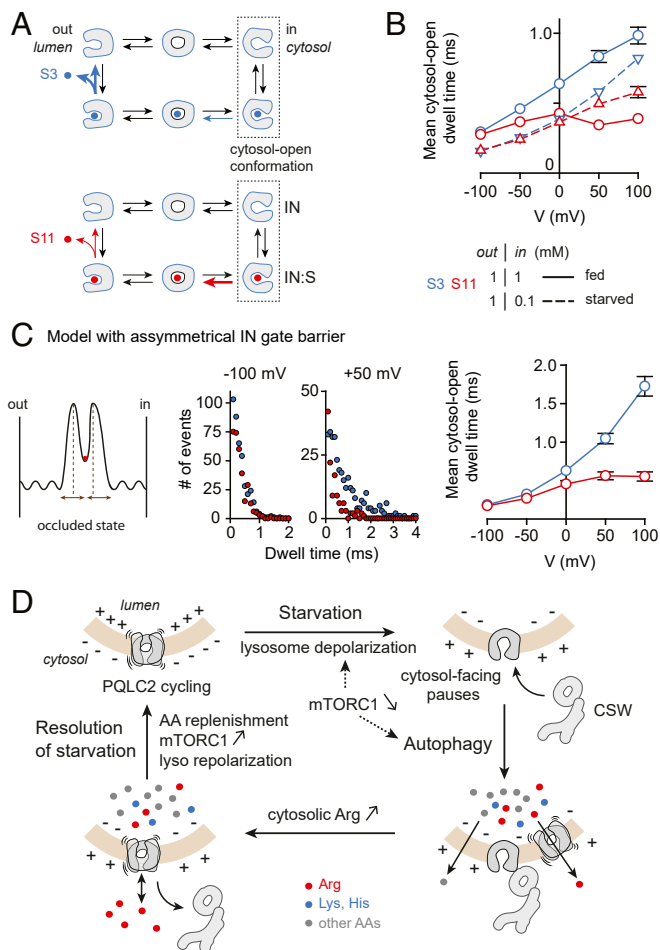 A
out
lumen
in
cytosol
S3
cytosol-open
conformation
IN
S11
IN:S
B
Mean cytosol-open
dwell time (ms)
1.0
0
-100 -50 0 50 100
V (mV)
out in (mM)
S3 S11 1 1 fed
1 0.1 starved
C Model with assymmetrical IN gate barrier
out in
occluded state
-100 mV +50 mV
# of events
100
75
50
25
0
0 1 2
50
25
0
0 1 2 3 4
Dwell time (ms)
Mean cytosol-open
dwell time (ms)
2.0
1.0
0
-100 -50 0 50 100
V (mV)
D
lumen
cytosol
PQLC2 cycling
Starvation
lysosome depolarization
mTORC1 ↘
Autophagy
cytosol-facing
pauses
CSW
Resolution
of starvation
AA replenishment
mTORC1 ↗
lyso repolarization
cytosolic Arg ↗
Arg
Lys, His
other AAs